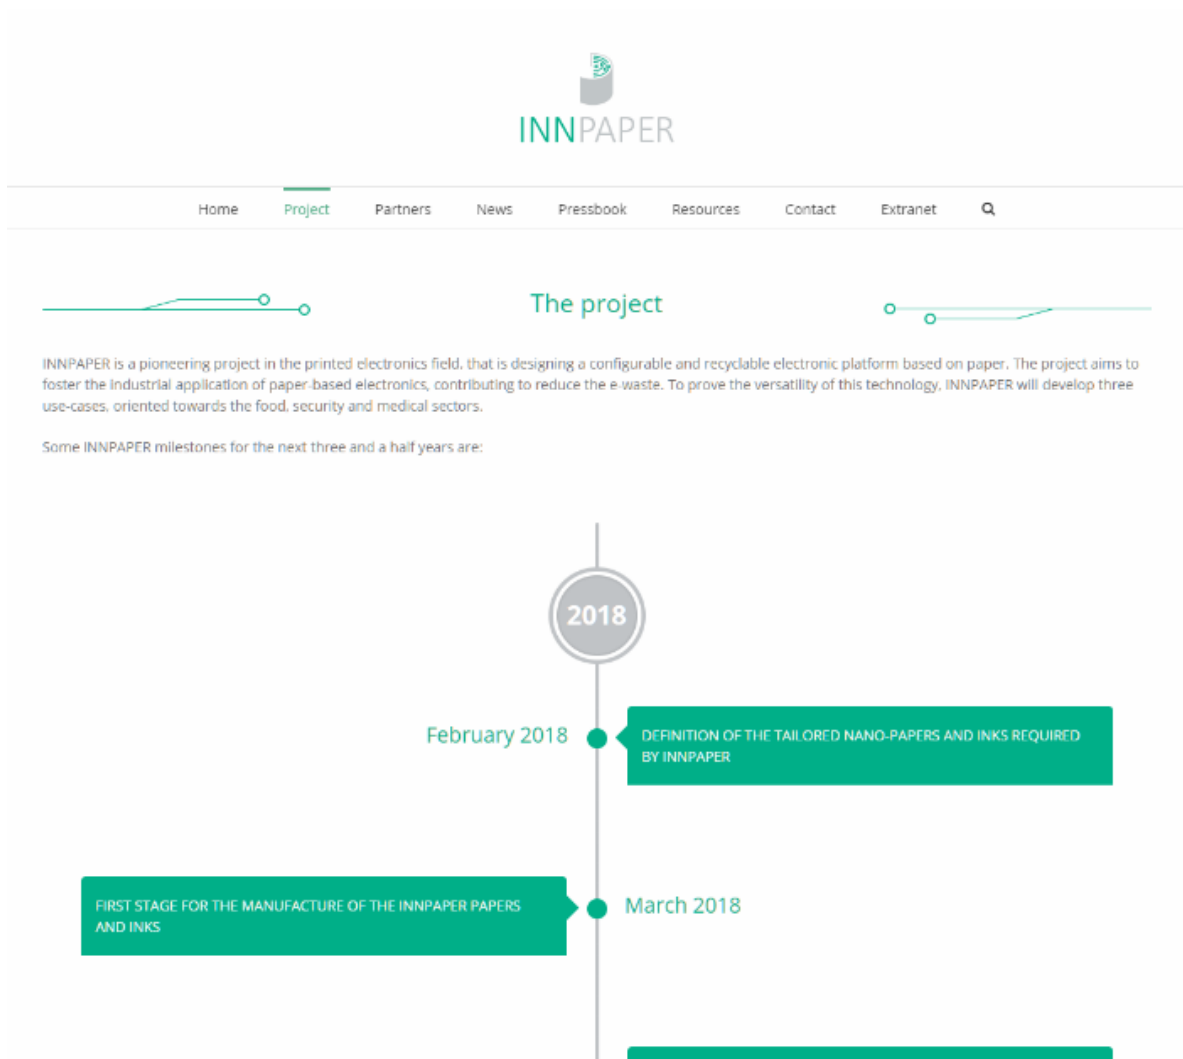 INNPAPER
Home Project Partners News Pressbook Resources Contact Extranet
The project
INNPAPER is a pioneering project in the printed electronics field, that is designing a configurable and recyclable electronic platform based on paper. The project aims to
foster the industrial application of paper-based electronics, contributing to reduce the e-waste. To prove the versatility of this technology, INNPAPER will develop three
use-cases, oriented towards the food, security and medical sectors.
Some INNPAPER milestones for the next three and a half years are:
2018
February 2018
DEFINITION OF THE TAILORED NANO-PAPERS AND INKS REQUIRED
BY INNPAPER
FIRST STAGE FOR THE MANUFACTURE OF THE INNPAPER PAPERS
AND INKS
March 2018